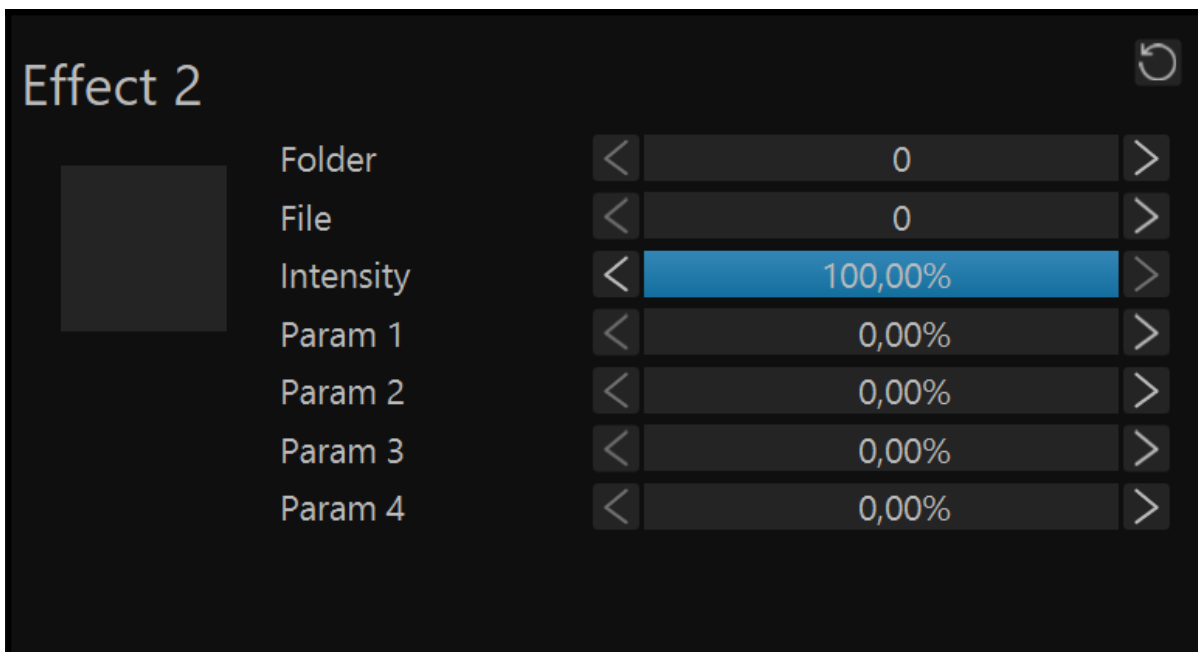 Effect 2
Folder 0
File 0
Intensity 100,00%
Param 1 0,00%
Param 2 0,00%
Param 3 0,00%
Param 4 0,00%